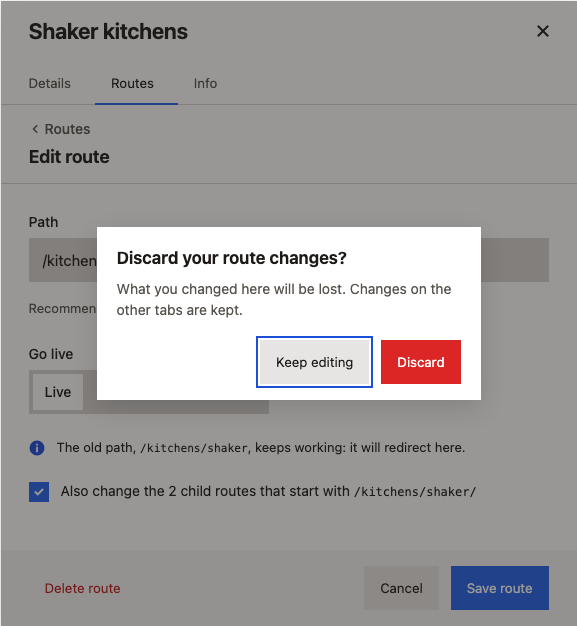 Shaker kitchens
Details Routes Info
Routes
Edit route
Path
/kitchen
Recommen
Discard your route changes?
What you changed here will be lost. Changes on the
other tabs are kept.
Keep editing Discard
Go live
Live
The old path, /kitchens/shaker, keeps working: it will redirect here.
Also change the 2 child routes that start with /kitchens/shaker/
Delete route Cancel Save route